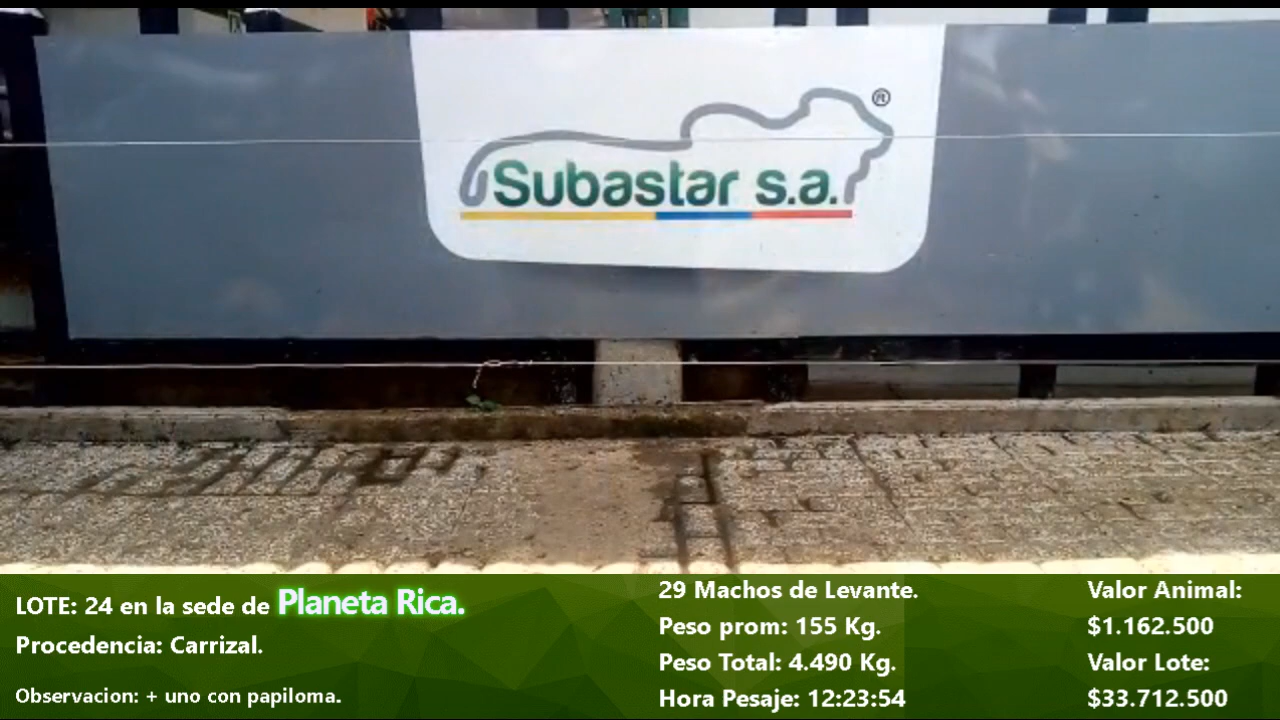 Subastar s.a.
®
LOTE: 24 en la sede de Planeta Rica.
Procedencia: Carrizal.
Observacion: + uno con papiloma.
29 Machos de Levante.
Peso prom: 155 Kg.
Peso Total: 4.490 Kg.
Hora Pesaje: 12:23:54
Valor Animal:
$1.162.500
Valor Lote:
$33.712.500